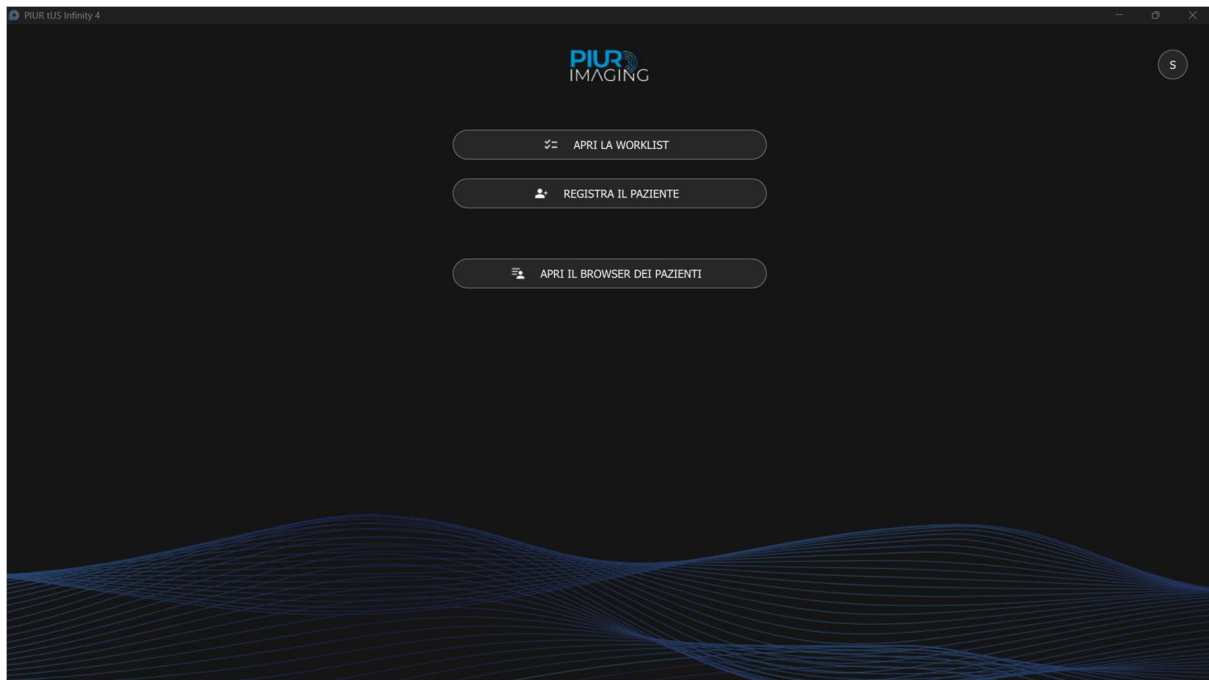 PIUR tUS Infinity 4
PIUR
IMAGING
S
APRI LA WORKLIST
REGISTRA IL PAZIENTE
APRI IL BROWSER DEI PAZIENTI